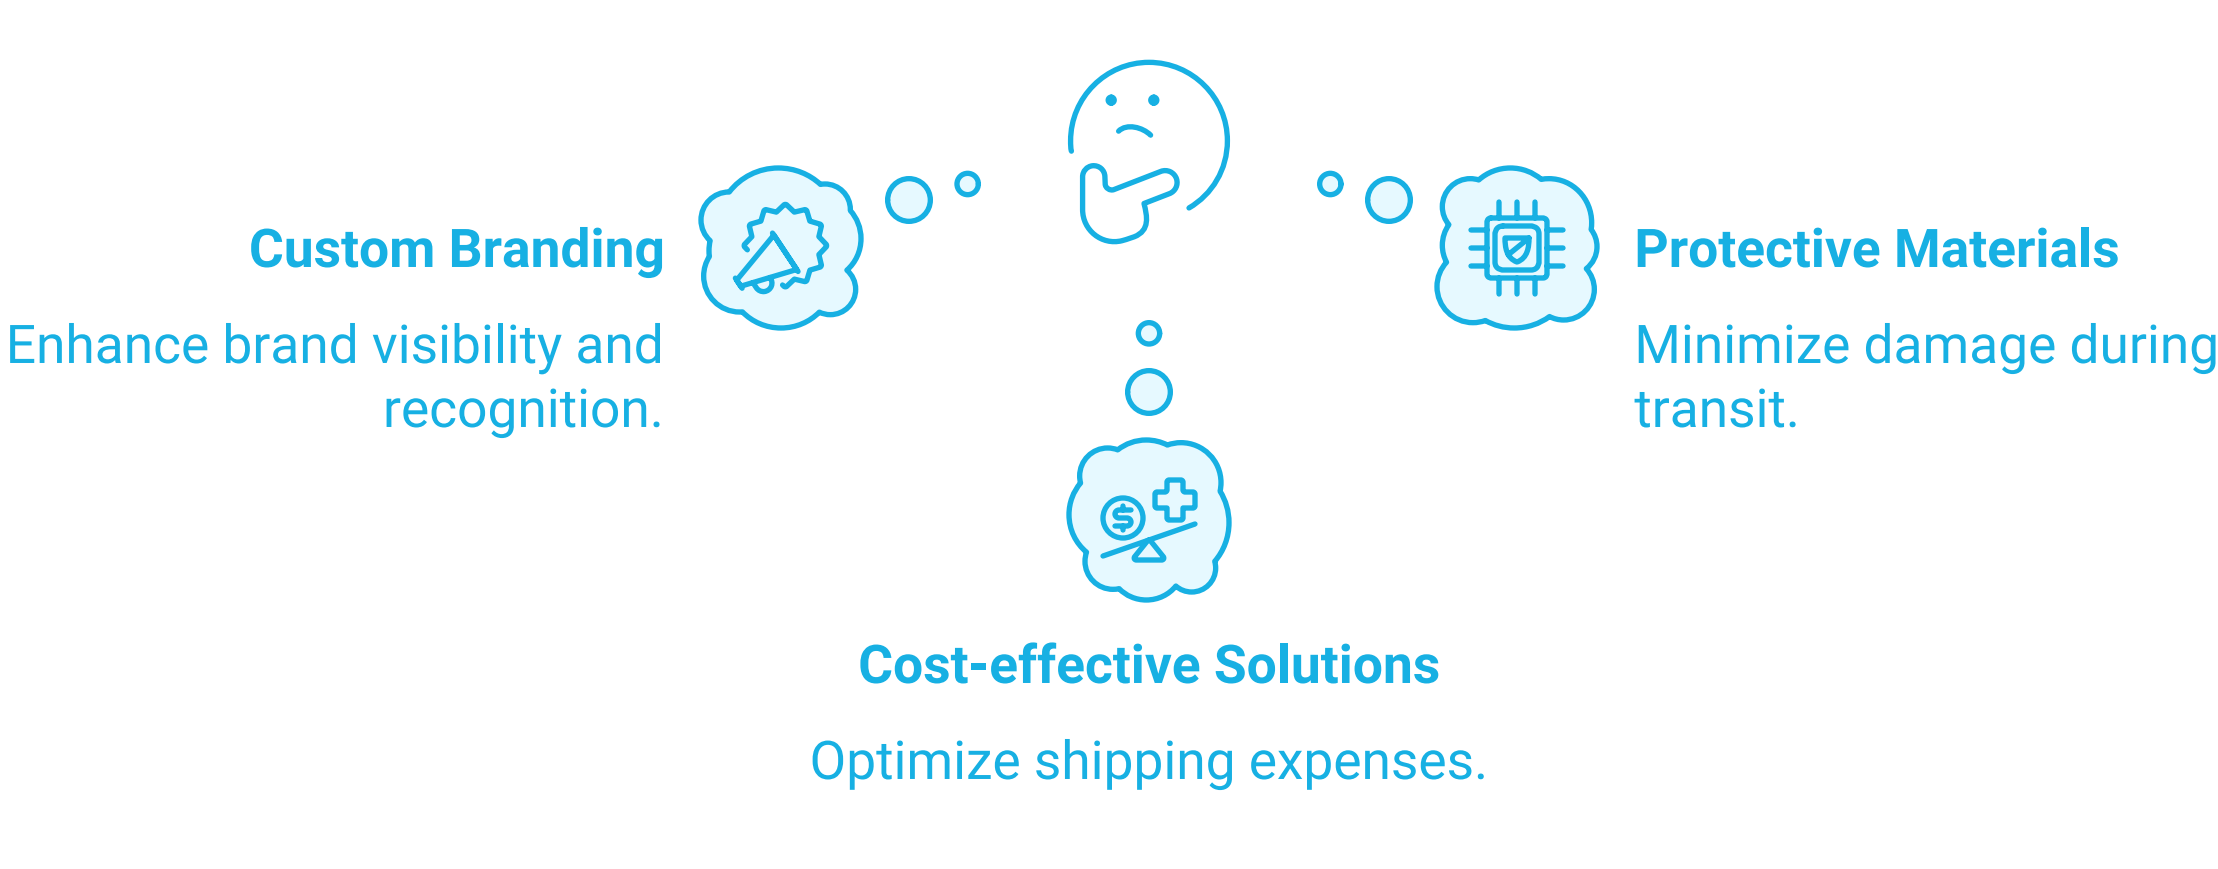 Custom Branding
Enhance brand visibility and
recognition.
Protective Materials
Minimize damage during
transit.
$
Cost-effective Solutions
Optimize shipping expenses.